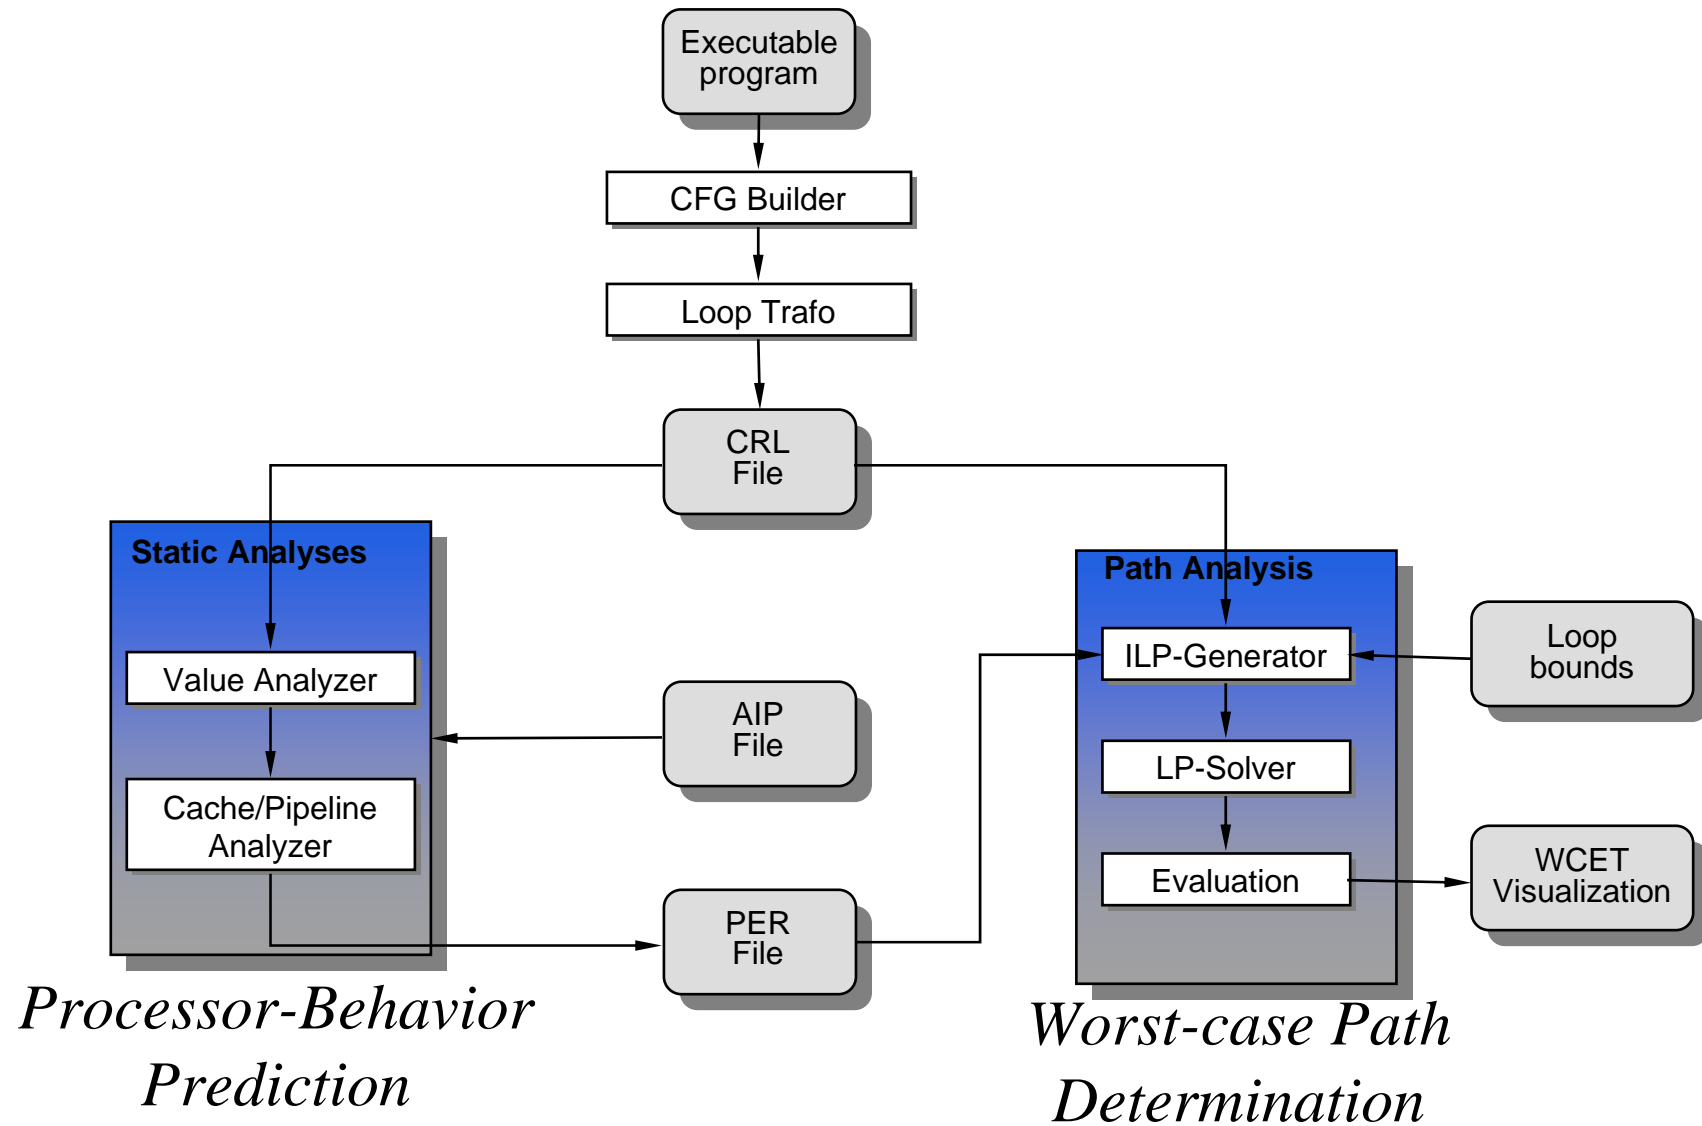 Executable
program
CFG Builder
Loop Trafo
CRL
File
Static Analyses
Value Analyzer
Cache/Pipeline
Analyzer
AIP
File
PER
File
Path Analysis
ILP-Generator
LP-Solver
Evaluation
Loop
bounds
WCET
Visualization
Processor-Behavior
Prediction
Worst-case Path
Determination